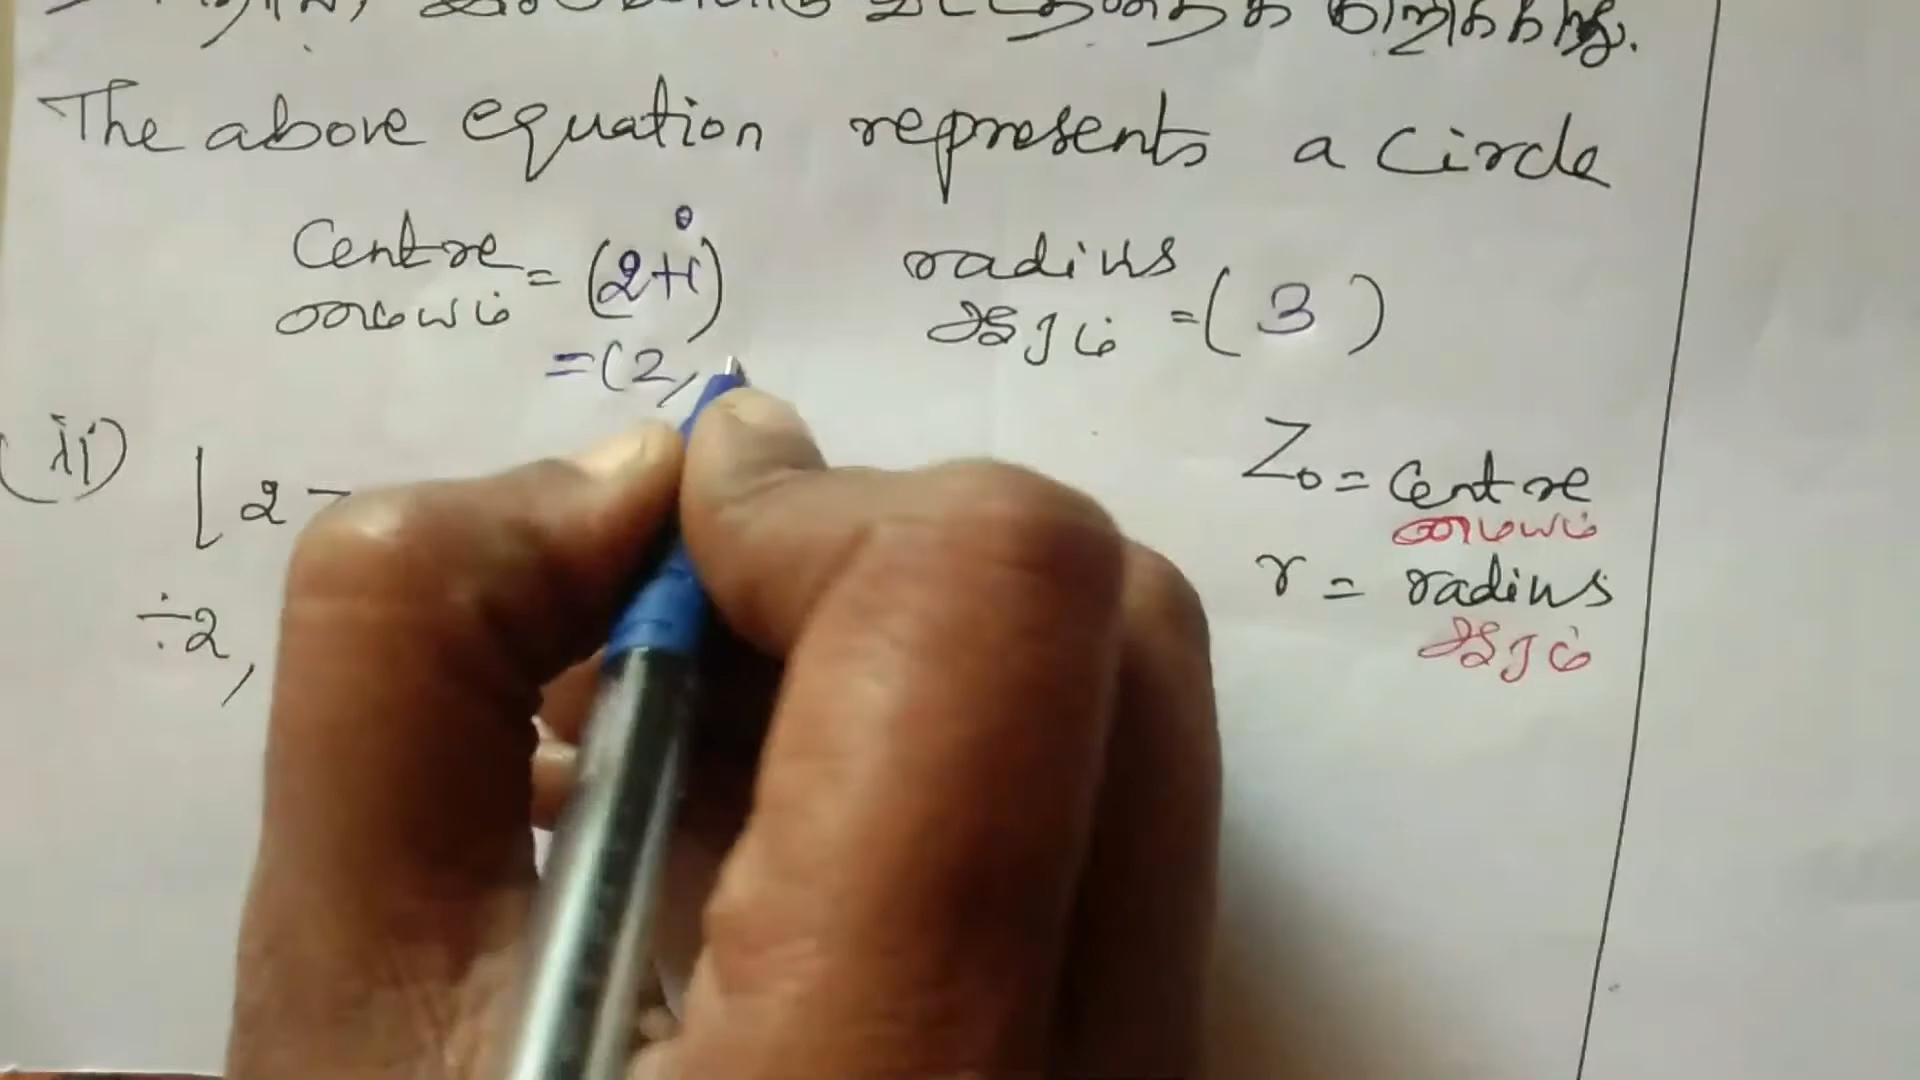 The above equation represents a Circle
Centre = (2+i) radius = ( 3 )
மையம் ஆரம்
= (2,
(ii) | 2 -
÷2,
Z₀ = Centre
மையம்
r = radius
ஆரம்